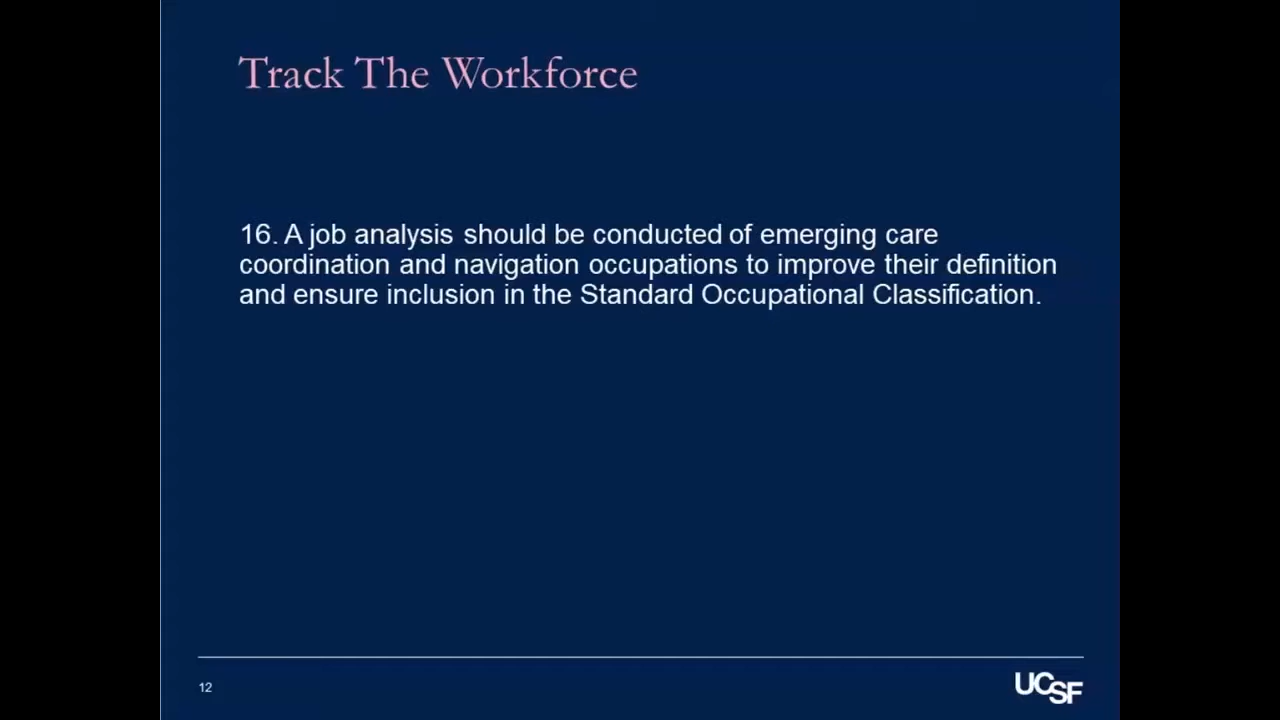 Track The Workforce
16. A job analysis should be conducted of emerging care
coordination and navigation occupations to improve their definition
and ensure inclusion in the Standard Occupational Classification.
12
UCSF